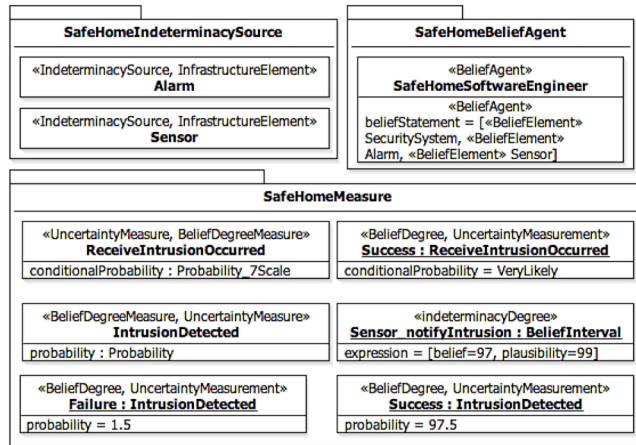 SafeHomeIndeterminacySource
«IndeterminacySource, InfrastructureElement»
Alarm
«IndeterminacySource, InfrastructureElement»
Sensor
SafeHomeBeliefAgent
«BeliefAgent»
SafeHomeSoftwareEngineer
«BeliefAgent»
beliefStatement = [«BeliefElement»
SecuritySystem, «BeliefElement»
Alarm, «BeliefElement» Sensor]
SafeHomeMeasure
«UncertaintyMeasure, BeliefDegreeMeasure»
ReceiveIntrusionOccurred
conditionalProbability : Probability_7Scale
«BeliefDegree, UncertaintyMeasurement»
Success : ReceiveIntrusionOccurred
conditionalProbability = VeryLikely
«BeliefDegreeMeasure, UncertaintyMeasure»
IntrusionDetected
probability : Probability
«indeterminacyDegree»
Sensor_notifyIntrusion : BeliefInterval
expression = [belief=97, plausibility=99]
«BeliefDegree, UncertaintyMeasurement»
Failure : IntrusionDetected
probability = 1.5
«BeliefDegree, UncertaintyMeasurement»
Success : IntrusionDetected
probability = 97.5